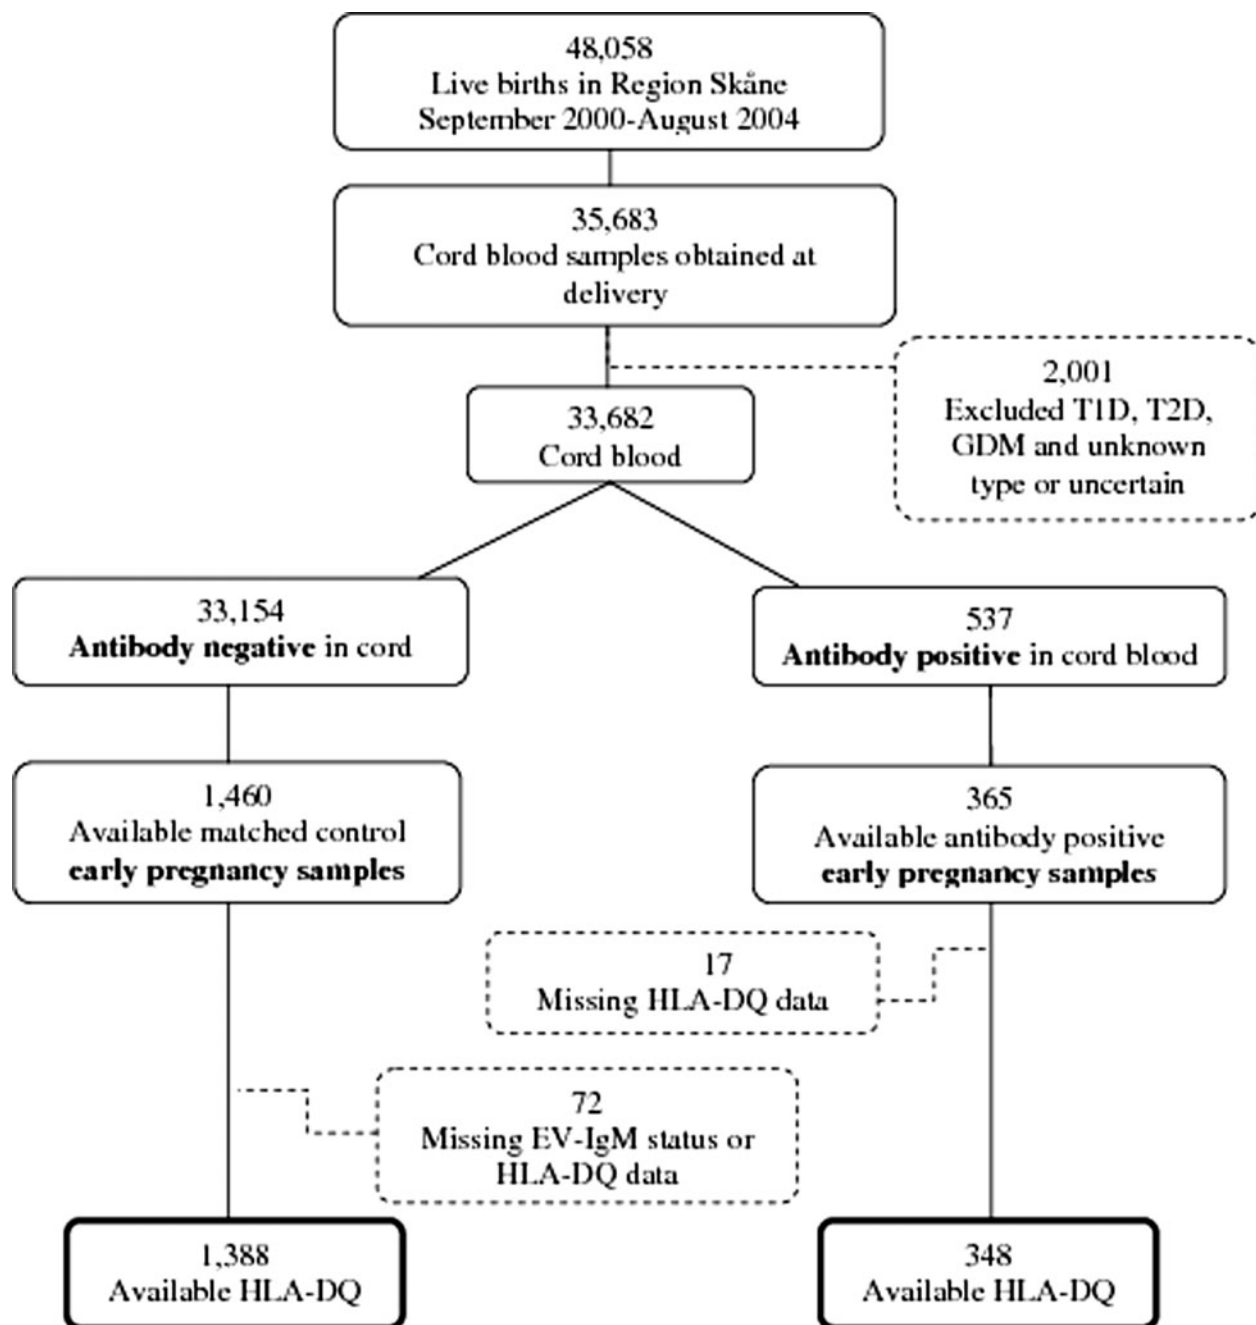 48,058
Live births in Region Skåne
September 2000-August 2004
35,683
Cord blood samples obtained at
delivery
2,001
Excluded T1D, T2D,
GDM and unknown
type or uncertain
33,682
Cord blood
33,154
Antibody negative in cord
537
Antibody positive in cord blood
1,460
Available matched control
early pregnancy samples
365
Available antibody positive
early pregnancy samples
17
Missing HLA-DQ data
72
Missing EV-IgM status or
HLA-DQ data
1,388
Available HLA-DQ
348
Available HLA-DQ